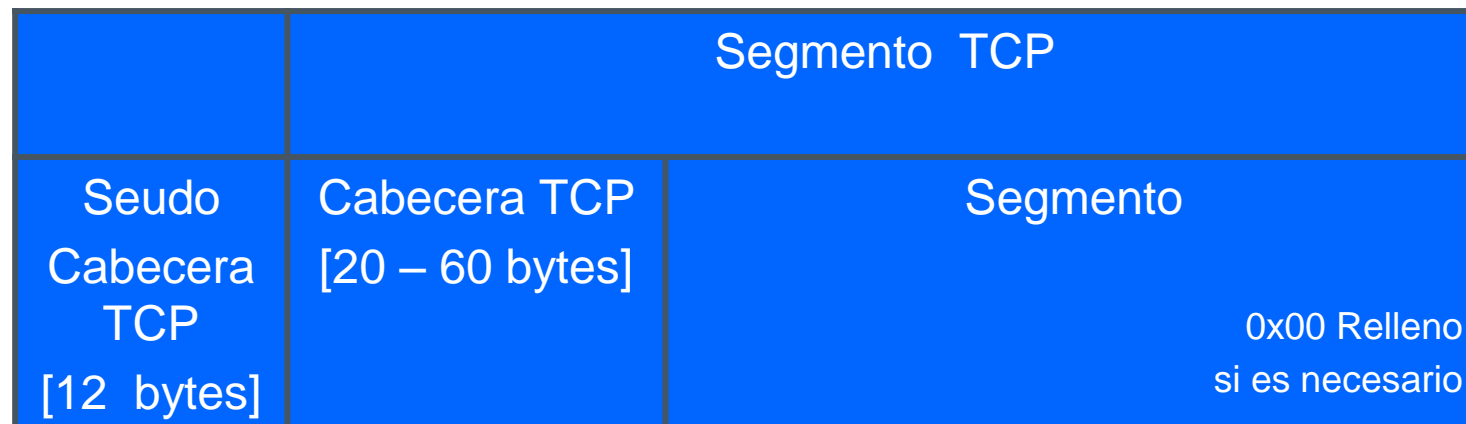 Segmento TCP
Seudo
Cabecera
TCP
[12 bytes]
Cabecera TCP
[20 – 60 bytes]
Segmento
0x00 Relleno
si es necesario